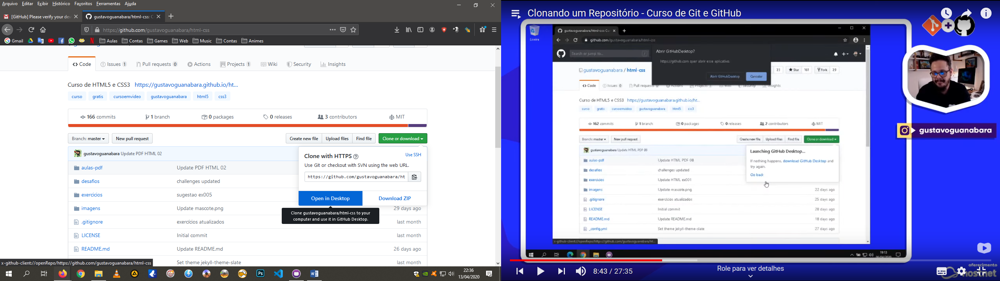 Arquivo Editar Exibir Histórico Favoritos Ferramentas Ajuda
[GitHub] Please verify your dev
gustavoguanabara/html-css: C
https://github.com/gustavoguanabara/html-css
Gmail
Aulas Contas Games Web Music Contas Animes
Code Issues 1 Pull requests 0 Actions Projects 1 Wiki Security Insights
Curso de HTML5 e CSS3 https://gustavoguanabara.github.io/ht...
curso gratis cursoemvideo gustavoguanabara html5 css3
166 commits 1 branch 0 packages 0 releases 3 contributors MIT
Branch: master New pull request Create new file Upload files Find file Clone or download
gustavoguanabara Update PDF HTML 02
aulas-pdf Update PDF HTML 02
desafios challenges updated
exercicios sugestao ex005
imagens Update mascote.png 29 days ago
.gitignore exercícios atualizados last month
LICENSE Initial commit last month
README.md Update README.md 26 days ago
Set theme jekyll-theme-slate last month
Clone with HTTPS
Use SSH
Use Git or checkout with SVN using the web URL.
https://github.com/gustavoguanabara/ht
Open in Desktop Download ZIP
Clone gustavoguanabara/html-css to your
computer and use it in GitHub Desktop.
x-github-client://openRepo/https://github.com/gustavoguanabara/html-css
Ps
22:36
13/04/2020
Clonando um Repositório - Curso de Git e GitHub
Lixeira
gustavoguanabara/html-css: Cu
github.com/gustavoguanabara/html-css
Search or jump to...
Abrir GitHubDesktop?
https://github.com quer abrir esse aplicativo.
Abrir GitHubDesktop Cancelar
gustavoguanabara / html-css
23 Star 161 Fork 29
Code Issues 0 Pull requests 0 Actions Projects Wiki Security Insights
Curso de HTML5 e CSS3 https://gustavoguanabara.github.io/ht...
curso gratis cursoemvideo gustavoguanabara html5 css3
162 commits 1 branch 0 packages 0 releases 2 contributors MIT
Branch: master New pull request Create new file Upload files Find file Clone or download
gustavoguanabara Update HTML PDF 08
aulas-pdf Update HTML PDF 08
desafios challenges updated
exercicios Update HTML ex001
imagens Update mascote.png 22 days ago
.gitignore exercícios atualizados 25 days ago
LICENSE Initial commit 28 days ago
README.md Update README.md 18 days ago
_config.yml Set theme jekyll-theme-slate 27 days ago
Launching GitHub Desktop...
If nothing happens, download GitHub Desktop and
try again.
Go back
x-github-client://openRepo/https://github.com/gustavoguanabara/ht...
19:13
06/04/2020
gustavoguanabara
8:43 / 27:35
Role para ver detalhes
oferecimento
hostnet